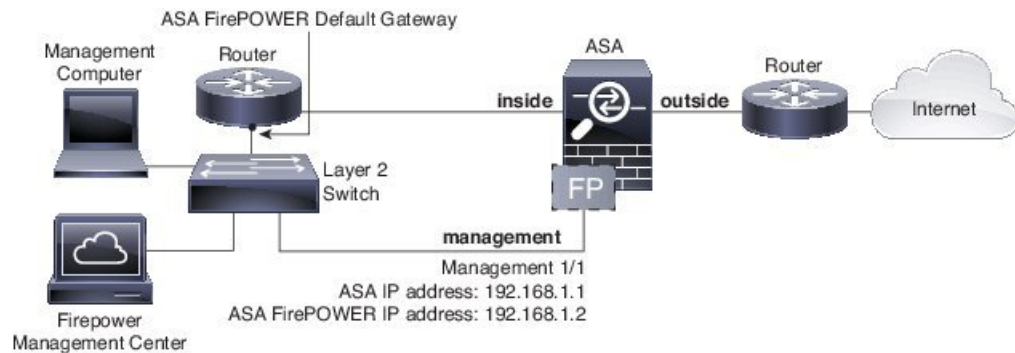 ASA FirePOWER Default Gateway
Management
Computer
Router
ASA
Router
inside
outside
Internet
Layer 2
Switch
FP
management
Management 1/1
ASA IP address: 192.168.1.1
ASA FirePOWER IP address: 192.168.1.2
Firepower
Management Center